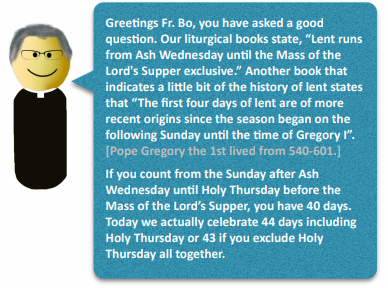 Greetings Fr. Bo, you have asked a good
question. Our liturgical books state, “Lent runs
from Ash Wednesday until the Mass of the
Lord's Supper exclusive.” Another book that
indicates a little bit of the history of lent states
that “The first four days of lent are of more
recent origins since the season began on the
following Sunday until the time of Gregory I”.
[Pope Gregory the 1st lived from 540-601.]
If you count from the Sunday after Ash
Wednesday until Holy Thursday before the
Mass of the Lord’s Supper, you have 40 days.
Today we actually celebrate 44 days including
Holy Thursday or 43 if you exclude Holy
Thursday all together.